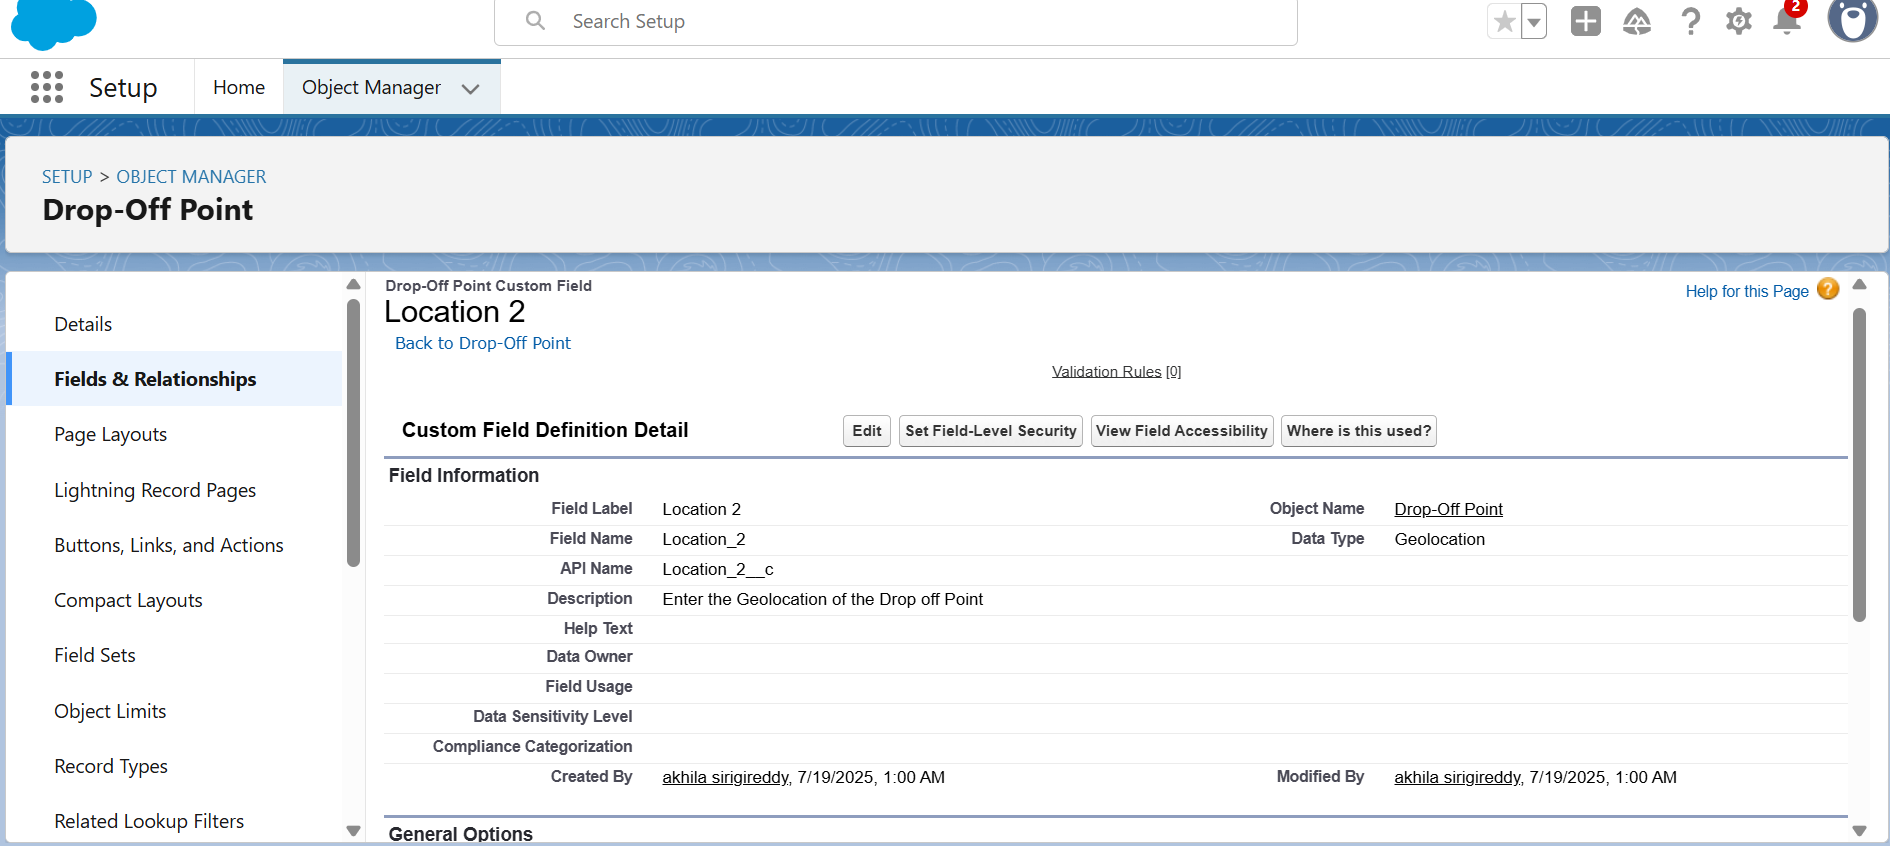 Search Setup
2
Setup
Home
Object Manager
SETUP > OBJECT MANAGER
Drop-Off Point
Details
Fields & Relationships
Page Layouts
Lightning Record Pages
Buttons, Links, and Actions
Compact Layouts
Field Sets
Object Limits
Record Types
Related Lookup Filters
Drop-Off Point Custom Field
Location 2
Help for this Page ?
Back to Drop-Off Point
Validation Rules [0]
Custom Field Definition Detail Edit Set Field-Level Security View Field Accessibility Where is this used?
Field Information
Field Label Location 2 Object Name Drop-Off Point
Field Name Location_2 Data Type Geolocation
API Name Location_2__c
Description Enter the Geolocation of the Drop off Point
Help Text
Data Owner
Field Usage
Data Sensitivity Level
Compliance Categorization
Created By akhila sirigireddy, 7/19/2025, 1:00 AM Modified By akhila sirigireddy, 7/19/2025, 1:00 AM
General Options